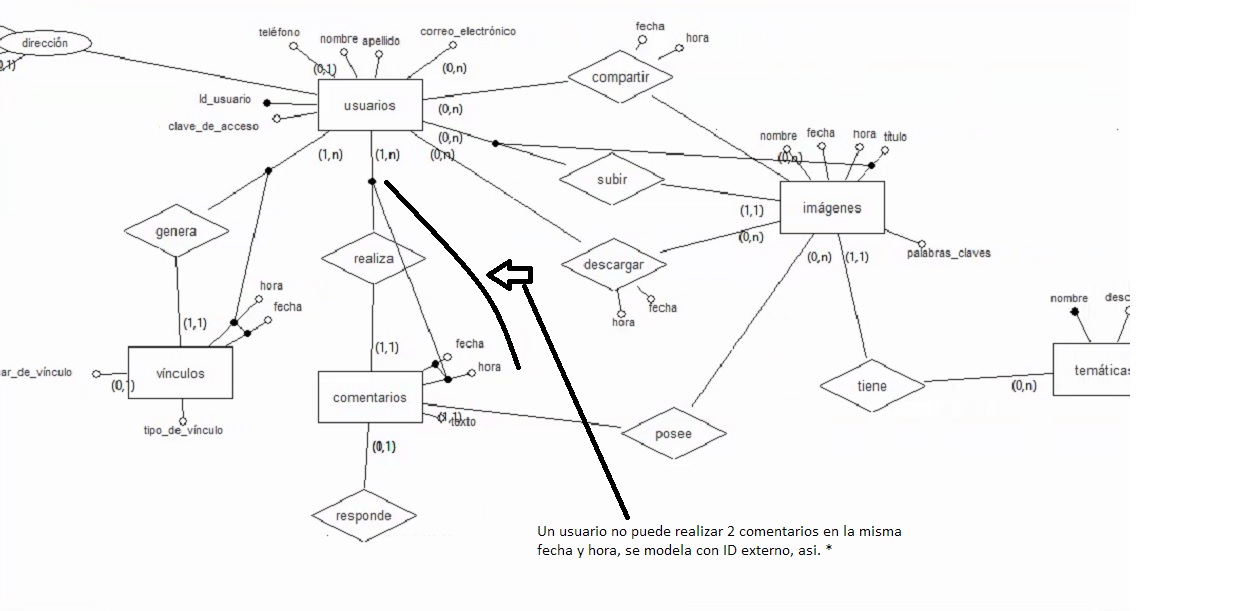 fecha
hora
correo_electrónico
teléfono
nombre apellido
dirección
(0,1)
(0,n)
compartir
Id_usuario
usuarios
(0,n)
clave_de_acceso
(0,n)
nombre fecha hora título
(1,n)
(1,n)
(0,n)
(0,n)
subir
imágenes
(1,1)
genera
(0,n)
realiza
descargar
(0,n)
(1,1)
palabras_claves
hora
fecha
fecha
hora
nombre
(1,1)
(1,1)
fecha
hora
ar_de_vínculo
(0,1)
vínculos
temáticas
tiene
(0,n)
comentarios
(1,1)
texto
tipo_de_vínculo
posee
(0,1)
responde
Un usuario no puede realizar 2 comentarios en la misma
fecha y hora, se modela con ID externo, asi. *